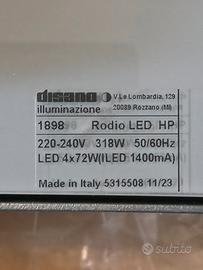 disano V.Le Lombardia, 129
illuminazione 20089 Rozzano (MI)
1898 Rodio LED HP
220-240V 318W 50/60Hz
LED 4x72W(ILED 1400mA)
Made in Italy 5315508 11/23
subito